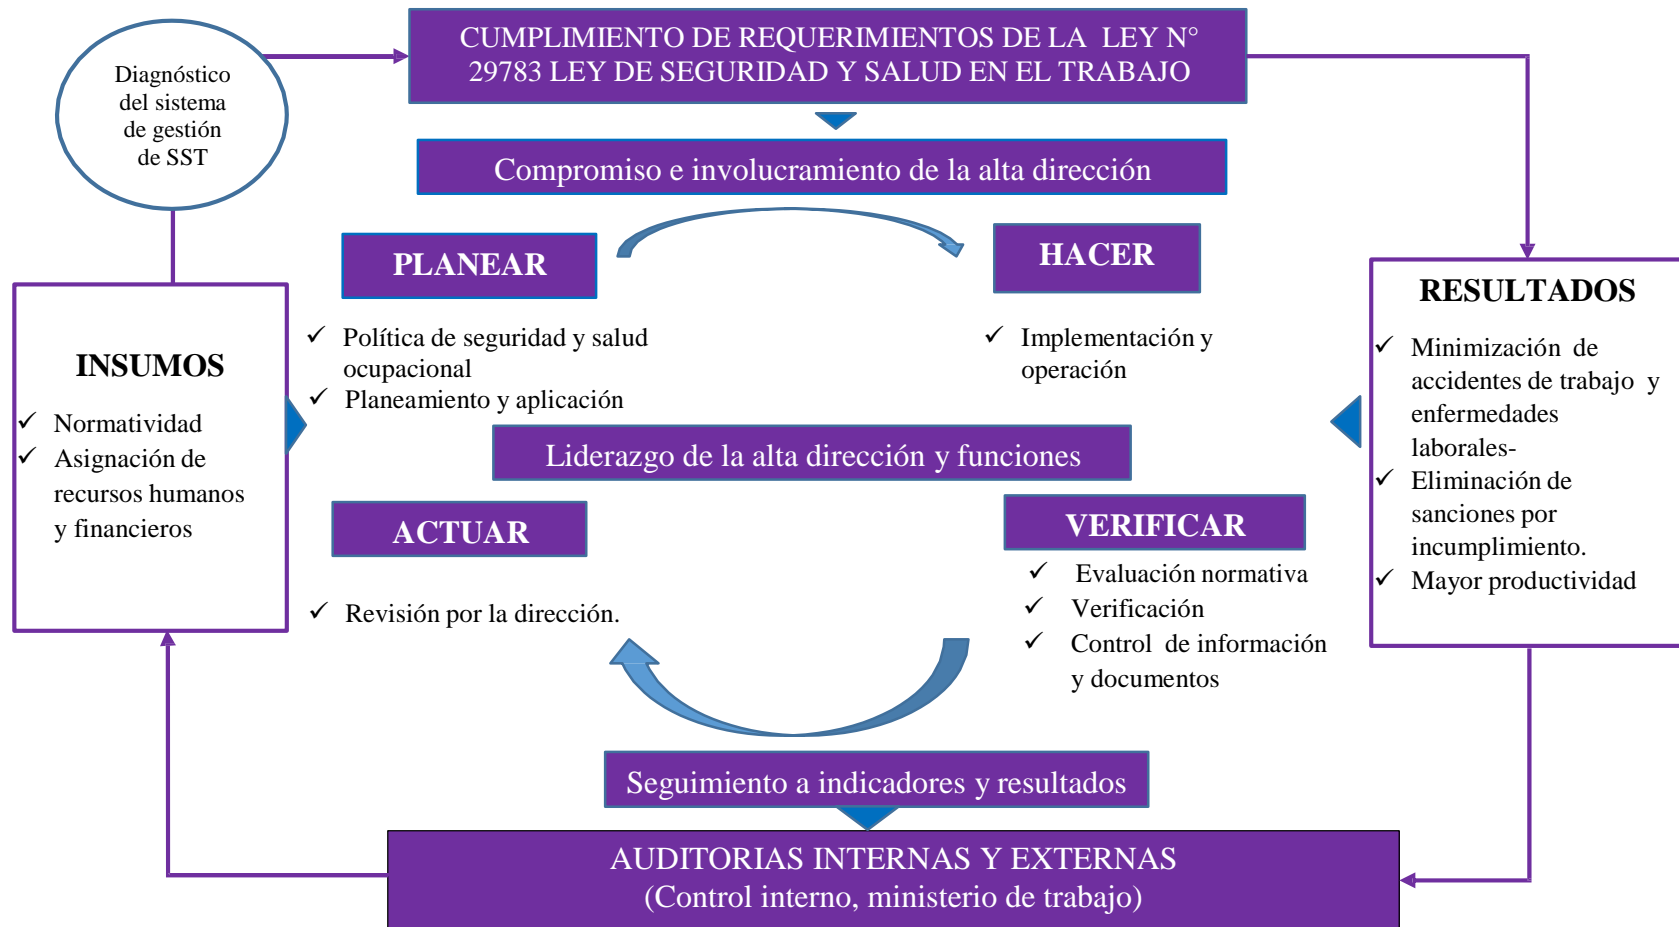 CUMPLIMIENTO DE REQUERIMIENTOS DE LA LEY N°
29783 LEY DE SEGURIDAD Y SALUD EN EL TRABAJO
Diagnóstico
del sistema
de gestión
de SST
Compromiso e involucramiento de la alta dirección
PLANEAR
✓ Política de seguridad y salud
ocupacional
✓ Planeamiento y aplicación
HACER
✓ Implementación y
operación
INSUMOS
✓ Normatividad
✓ Asignación de
recursos humanos
y financieros
RESULTADOS
✓ Minimización de
accidentes de trabajo y
enfermedades
laborales-
✓ Eliminación de
sanciones por
incumplimiento.
✓ Mayor productividad
Liderazgo de la alta dirección y funciones
ACTUAR
✓ Revisión por la dirección.
VERIFICAR
✓ Evaluación normativa
✓ Verificación
✓ Control de información
y documentos
Seguimiento a indicadores y resultados
AUDITORIAS INTERNAS Y EXTERNAS
(Control interno, ministerio de trabajo)